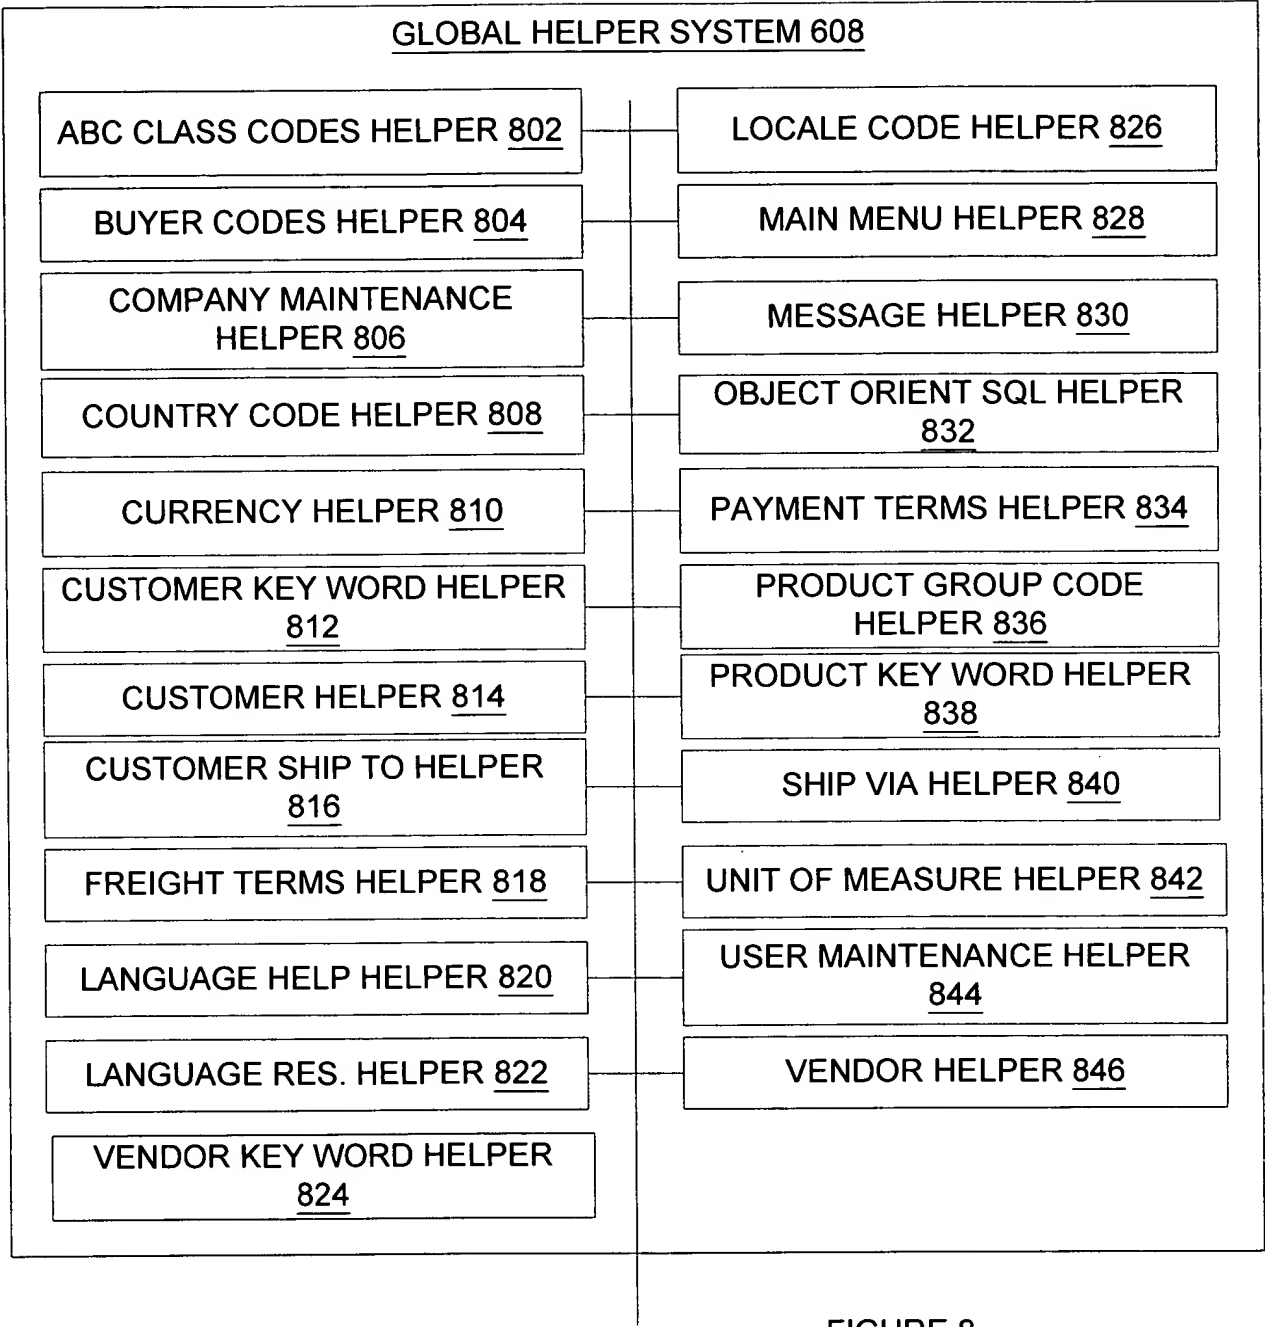 GLOBAL HELPER SYSTEM 608
ABC CLASS CODES HELPER 802
BUYER CODES HELPER 804
COMPANY MAINTENANCE
HELPER 806
COUNTRY CODE HELPER 808
CURRENCY HELPER 810
CUSTOMER KEY WORD HELPER
812
CUSTOMER HELPER 814
CUSTOMER SHIP TO HELPER
816
FREIGHT TERMS HELPER 818
LANGUAGE HELP HELPER 820
LANGUAGE RES. HELPER 822
VENDOR KEY WORD HELPER
824
LOCALE CODE HELPER 826
MAIN MENU HELPER 828
MESSAGE HELPER 830
OBJECT ORIENT SQL HELPER
832
PAYMENT TERMS HELPER 834
PRODUCT GROUP CODE
HELPER 836
PRODUCT KEY WORD HELPER
838
SHIP VIA HELPER 840
UNIT OF MEASURE HELPER 842
USER MAINTENANCE HELPER
844
VENDOR HELPER 846
FIGURE 8